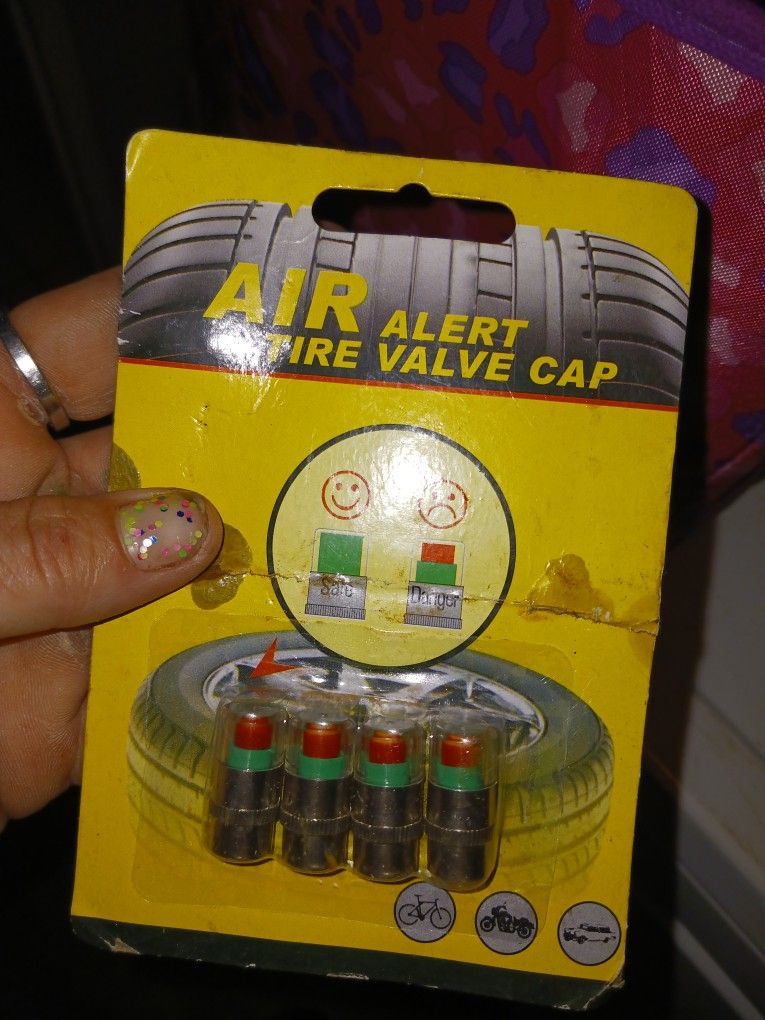 AIR ALERT
TIRE VALVE CAP
Safe Danger